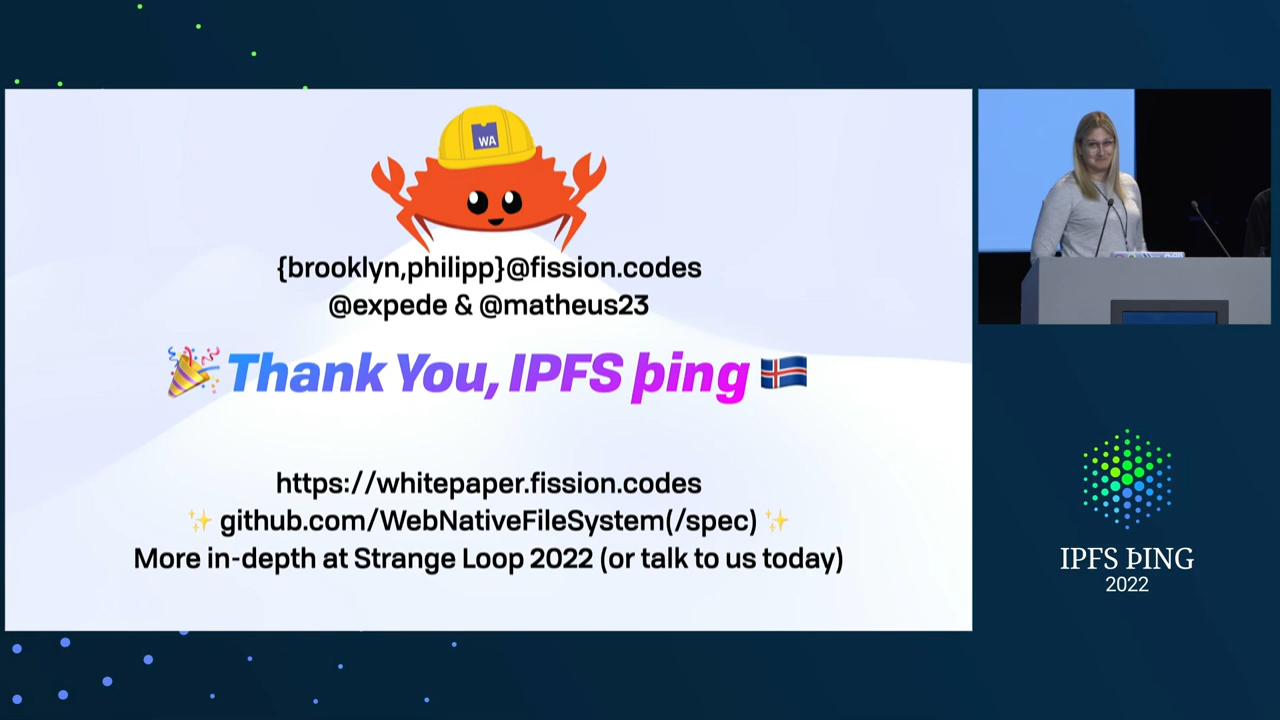 WA
{brooklyn,philipp}@fission.codes
@expede & @matheus23
Thank You, IPFS þing
https://whitepaper.fission.codes
✨ github.com/WebNativeFileSystem(/spec) ✨
More in-depth at Strange Loop 2022 (or talk to us today)
IPFS ÞING
2022